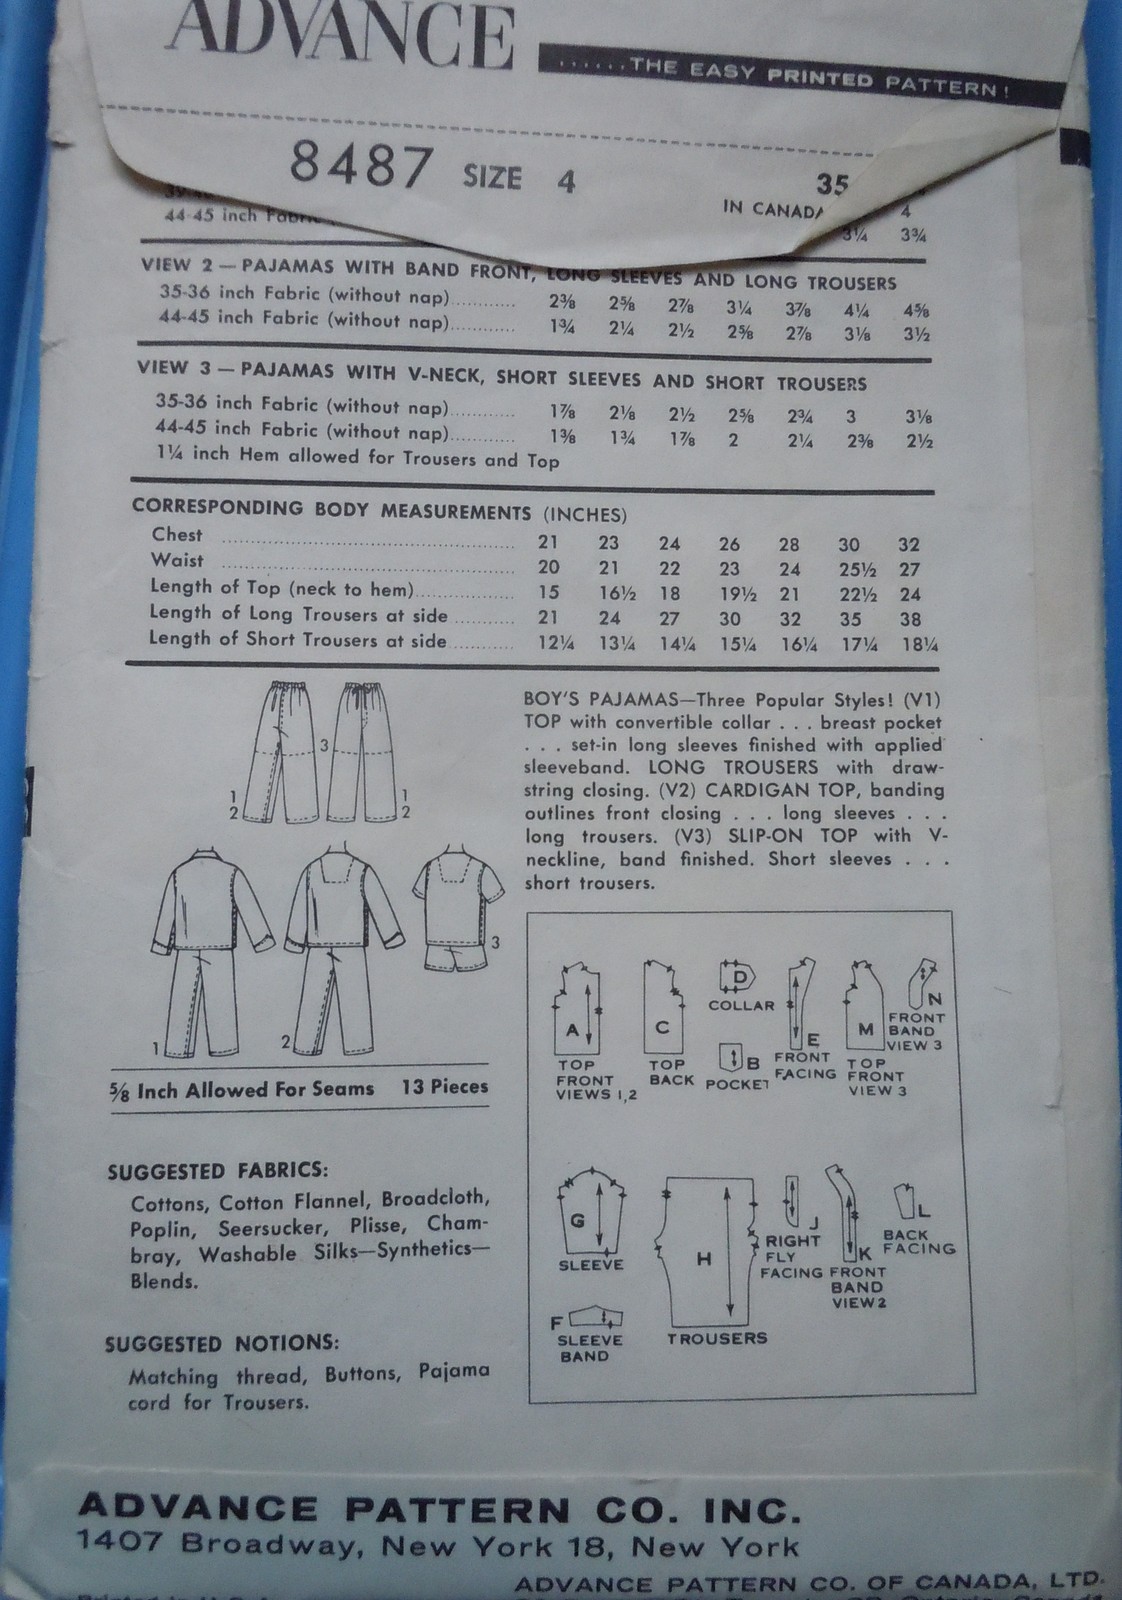 ADVANCE
......THE EASY PRINTED PATTERN!
8487 SIZE 4 35
IN CANADA 4
44-45 inch Fabric 3¼ 3¾
VIEW 2 — PAJAMAS WITH BAND FRONT, LONG SLEEVES AND LONG TROUSERS
35-36 inch Fabric (without nap)........... 2⅜ 2⅝ 2⅞ 3¼ 3⅞ 4¼ 4⅝
44-45 inch Fabric (without nap)........... 1¾ 2¼ 2½ 2⅝ 2⅞ 3⅛ 3½
VIEW 3 — PAJAMAS WITH V-NECK, SHORT SLEEVES AND SHORT TROUSERS
35-36 inch Fabric (without nap)........... 1⅞ 2⅛ 2½ 2⅝ 2¾ 3 3⅛
44-45 inch Fabric (without nap)........... 1⅜ 1¾ 1⅞ 2 2¼ 2⅜ 2½
1¼ inch Hem allowed for Trousers and Top
CORRESPONDING BODY MEASUREMENTS (INCHES)
Chest ................................................. 21 23 24 26 28 30 32
Waist ................................................. 20 21 22 23 24 25½ 27
Length of Top (neck to hem)................. 15 16½ 18 19½ 21 22½ 24
Length of Long Trousers at side ........... 21 24 27 30 32 35 38
Length of Short Trousers at side........... 12¼ 13¼ 14¼ 15¼ 16¼ 17¼ 18¼
BOY'S PAJAMAS—Three Popular Styles! (V1)
TOP with convertible collar . . . breast pocket
. . . set-in long sleeves finished with applied
sleeveband. LONG TROUSERS with draw-
string closing. (V2) CARDIGAN TOP, banding
outlines front closing . . . long sleeves . . .
long trousers. (V3) SLIP-ON TOP with V-
neckline, band finished. Short sleeves . . .
short trousers.
3
1
2
1
2
3
1
2
⅝ Inch Allowed For Seams 13 Pieces
A
TOP
FRONT
VIEWS 1,2
C
TOP
BACK
D
COLLAR
B
POCKET
E
FRONT
FACING
M
TOP
FRONT
VIEW 3
N
FRONT
BAND
VIEW 3
G
SLEEVE
F
SLEEVE
BAND
H
TROUSERS
J
RIGHT
FLY
FACING
K
FRONT
BAND
VIEW 2
L
BACK
FACING
SUGGESTED FABRICS:
Cottons, Cotton Flannel, Broadcloth,
Poplin, Seersucker, Plisse, Cham-
bray, Washable Silks—Synthetics—
Blends.
SUGGESTED NOTIONS:
Matching thread, Buttons, Pajama
cord for Trousers.
ADVANCE PATTERN CO. INC.
1407 Broadway, New York 18, New York
ADVANCE PATTERN CO. OF CANADA, LTD.